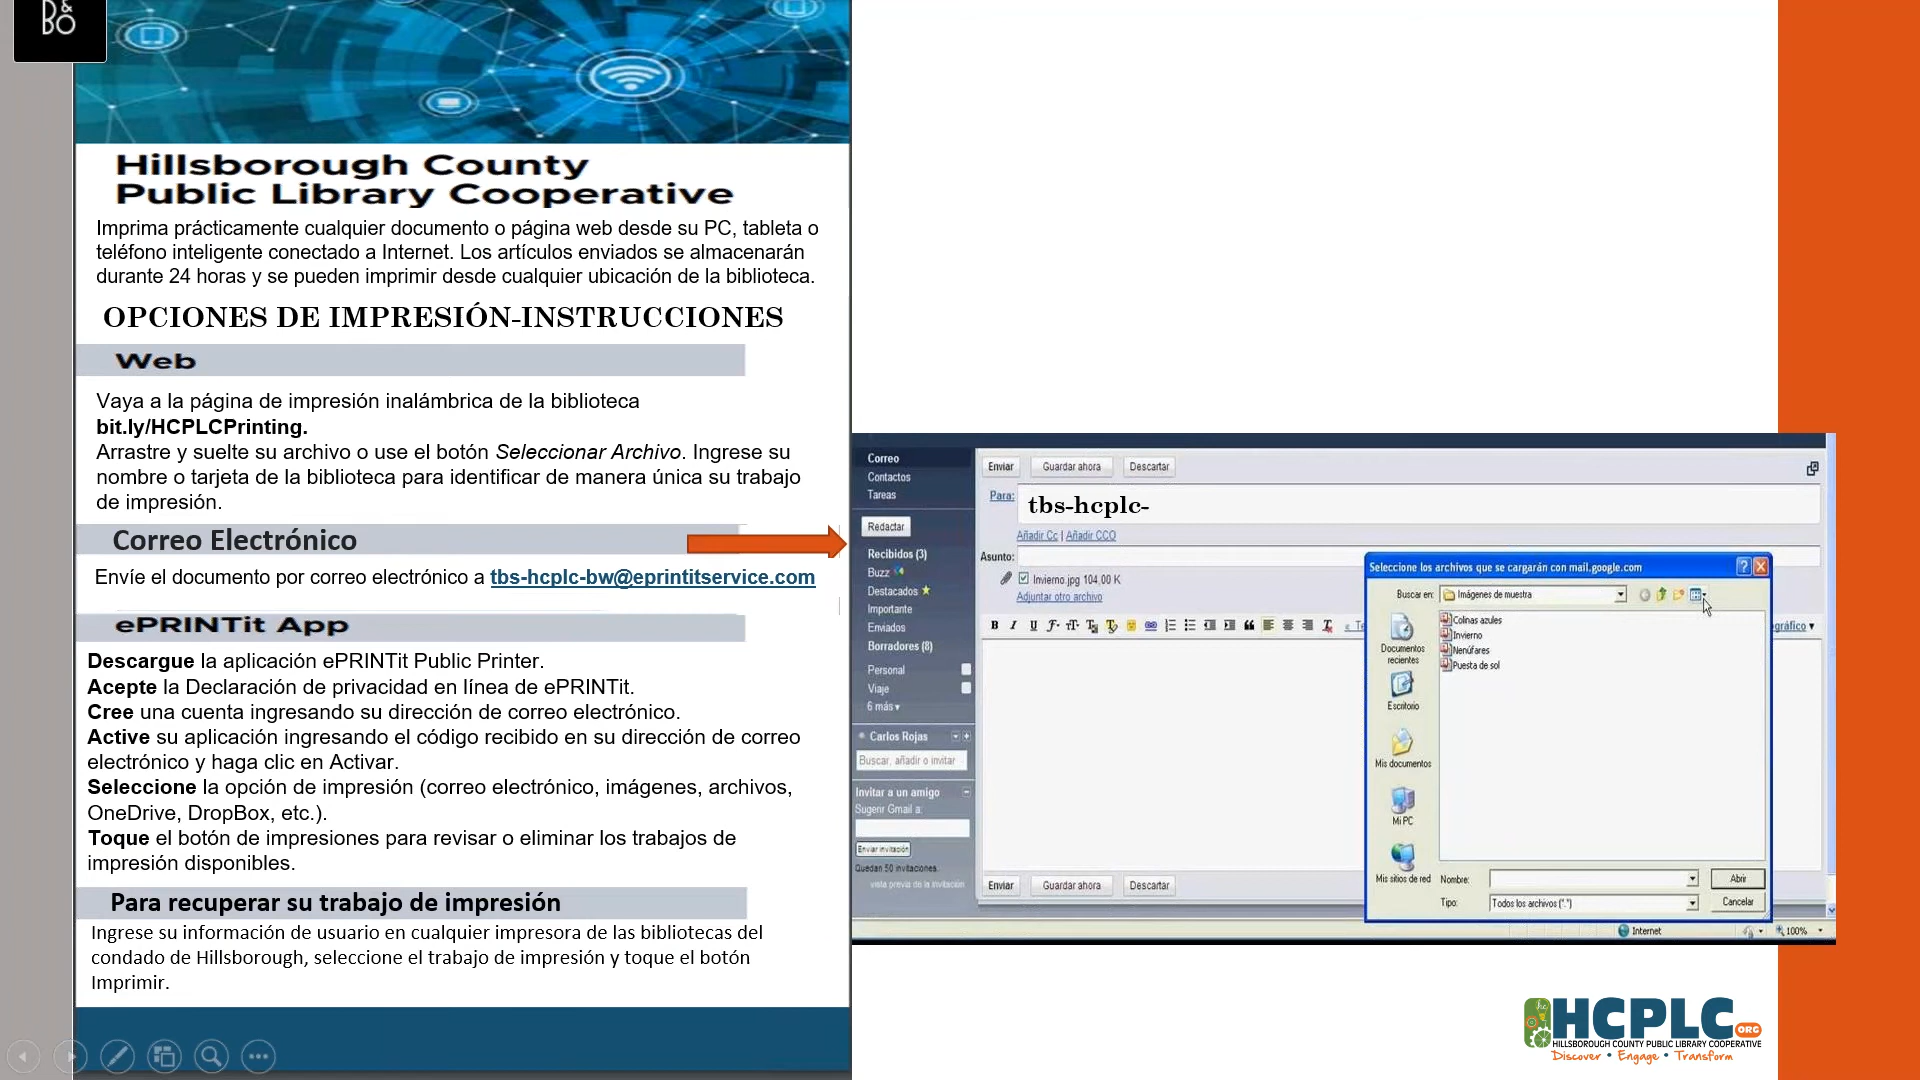 B&
BO
Hillsborough County
Public Library Cooperative
Imprima prácticamente cualquier documento o página web desde su PC, tableta o
teléfono inteligente conectado a Internet. Los artículos enviados se almacenarán
durante 24 horas y se pueden imprimir desde cualquier ubicación de la biblioteca.
OPCIONES DE IMPRESIÓN-INSTRUCCIONES
Web
Vaya a la página de impresión inalámbrica de la biblioteca
bit.ly/HCPLCPrinting.
Arrastre y suelte su archivo o use el botón Seleccionar Archivo. Ingrese su
nombre o tarjeta de la biblioteca para identificar de manera única su trabajo
de impresión.
Correo Electrónico
Envíe el documento por correo electrónico a tbs-hcplc-bw@eprintitservice.com
ePRINTit App
Descargue la aplicación ePRINTit Public Printer.
Acepte la Declaración de privacidad en línea de ePRINTit.
Cree una cuenta ingresando su dirección de correo electrónico.
Active su aplicación ingresando el código recibido en su dirección de correo
electrónico y haga clic en Activar.
Seleccione la opción de impresión (correo electrónico, imágenes, archivos,
OneDrive, DropBox, etc.).
Toque el botón de impresiones para revisar o eliminar los trabajos de
impresión disponibles.
Para recuperar su trabajo de impresión
Ingrese su información de usuario en cualquier impresora de las bibliotecas del
condado de Hillsborough, seleccione el trabajo de impresión y toque el botón
Imprimir.
Correo
Contactos
Tareas
Redactar
Recibidos (3)
Buzz
Destacados
Importante
Enviados
Borradores (8)
Personal
Viaje
6 más
Carlos Rojas
Buscar, añadir o invitar
Invitar a un amigo
Sugerir Gmail a:
Enviar invitación
Quedan 50 invitaciones.
vista previa de la invitación
Enviar Guardar ahora Descartar
Para: tbs-hcplc-
Añadir Cc | Añadir CCO
Asunto:
Invierno.jpg 104,00 K
Adjuntar otro archivo
B I U
« Te
gráfico
Enviar Guardar ahora Descartar
Seleccione los archivos que se cargarán con mail.google.com
Buscar en: Imágenes de muestra
Colinas azules
Invierno
Nenúfares
Puesta de sol
Documentos
recientes
Escritorio
Mis documentos
Mi PC
Mis sitios de red
Nombre: Abrir
Tipo: Todos los archivos (*.*) Cancelar
Internet 100%
HCPLC.ORG
HILLSBOROUGH COUNTY PUBLIC LIBRARY COOPERATIVE
Discover • Engage • Transform